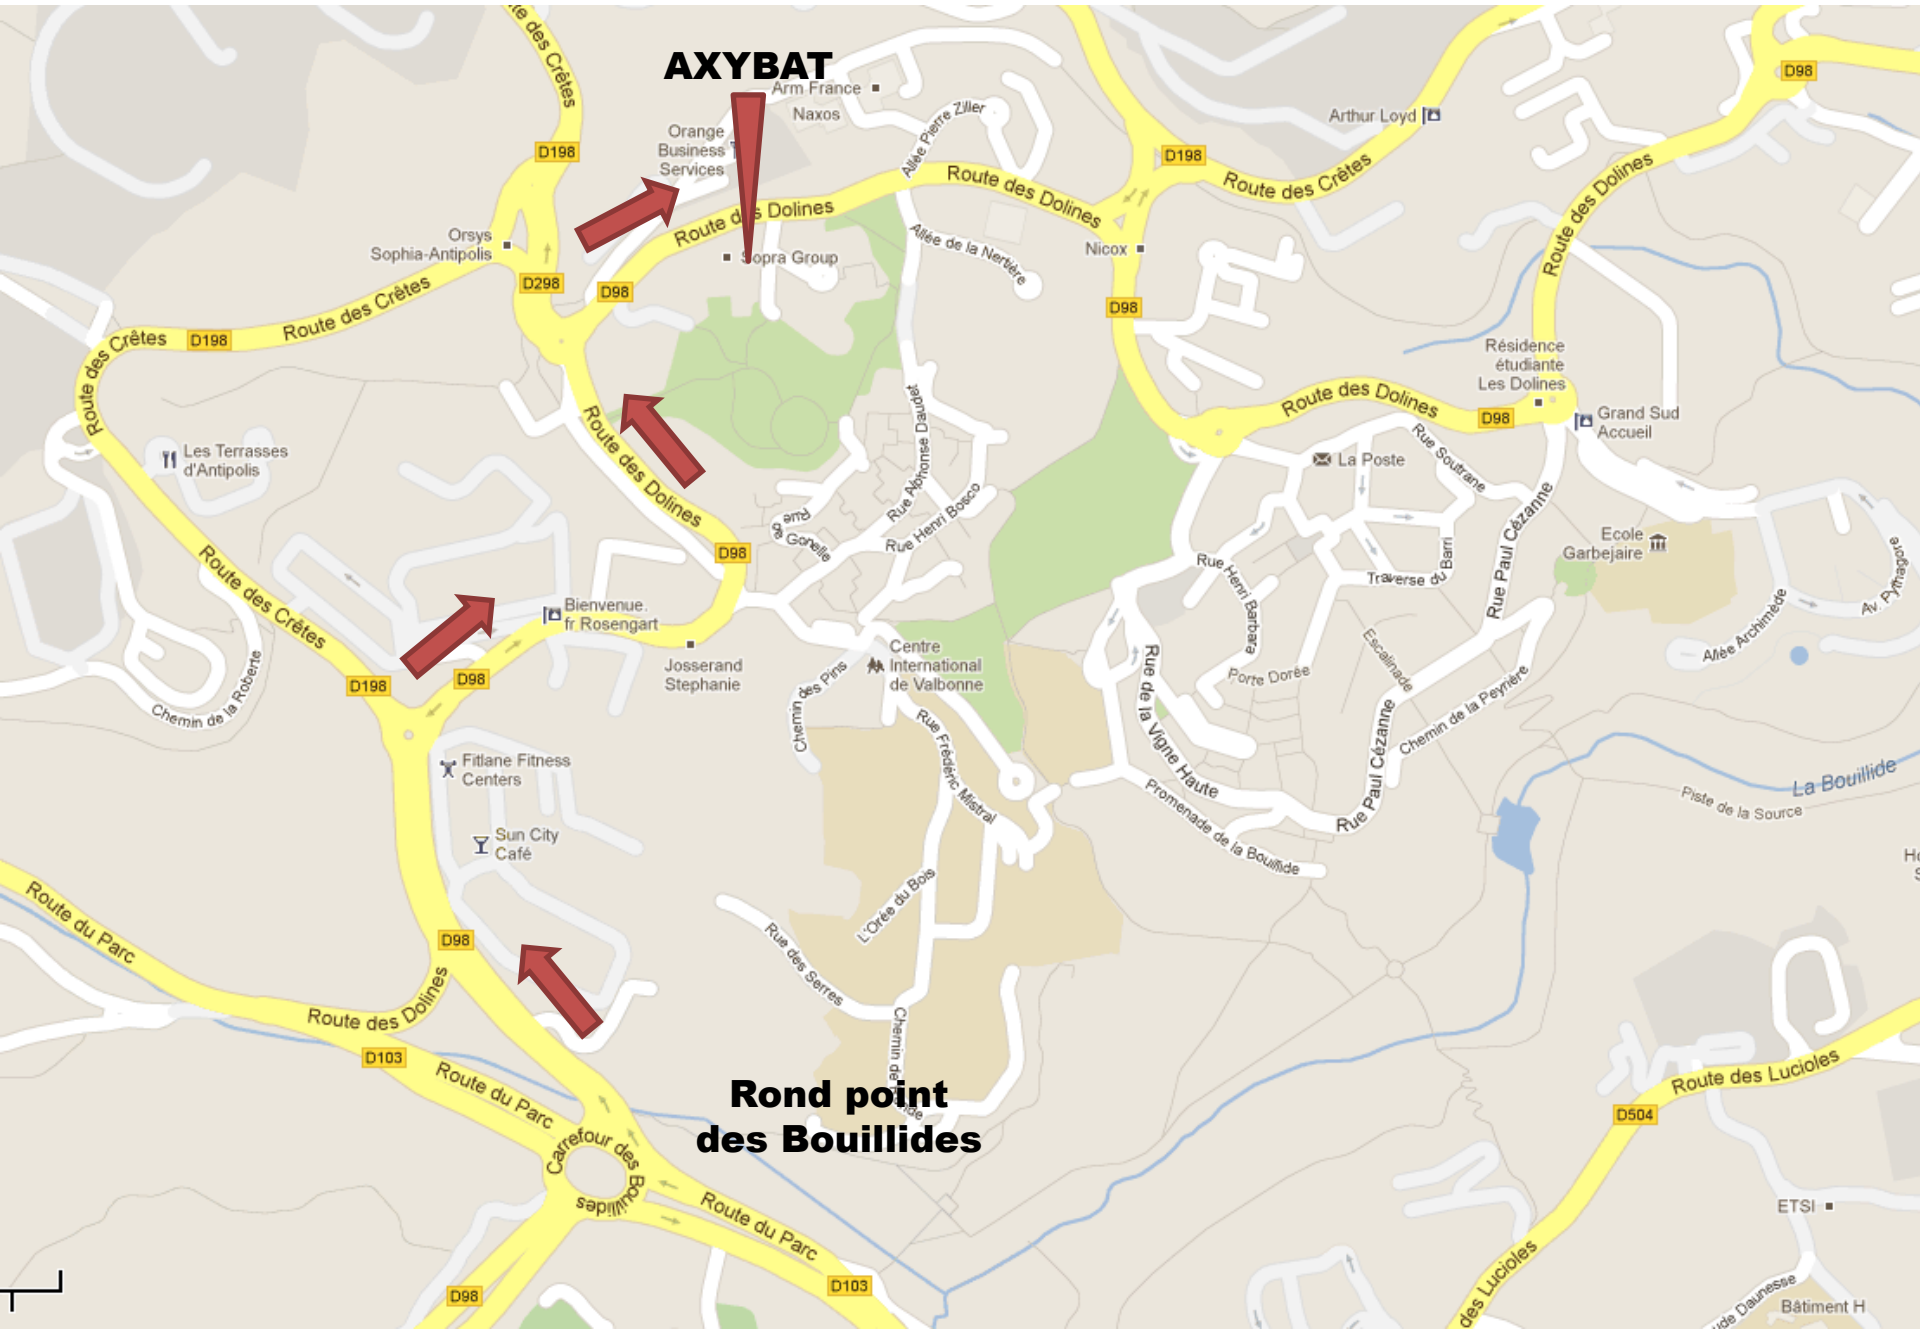 te des Crêtes
AXYBAT
Arm France
Naxos
Allée Pierre Ziller
Orange
Business
Services
D198
Arthur Loyd
D98
D198
Route des Crêtes
Route des Dolines
Route des Dolines
Route des Dolines
Orsys
Sophia-Antipolis
Sopra Group
Allée de la Nertière
Nicox
D298
D98
D98
Route des Crêtes
D198
Route des Crêtes
Résidence
étudiante
Les Dolines
Route des Dolines
D98
Grand Sud
Accueil
Les Terrasses
d'Antipolis
Route des Dolines
Rue Alphonse Daudet
Rue Henri Bosco
Rue
de Gonelle
La Poste
Rue Soutrane
Rue Paul Cézanne
Ecole
Garbejaire
Av. Pythagore
Allée Archimède
D98
Rue Henri Barbara
Traverse du Barri
Route des Crêtes
Bienvenue.
fr Rosengart
Josserand
Stephanie
Centre
International
de Valbonne
Chemin des Pins
Porte Dorée
Escalinade
Chemin de la Roberte
D198
D98
Rue de la Vigne Haute
Rue Paul Cézanne
Chemin de la Peyrière
Rue Frédéric Mistral
Fitlane Fitness
Centers
La Bouillide
Piste de la Source
Promenade de la Bouillide
Sun City
Café
L'Orée du Bois
Route du Parc
D98
Rue des Serres
Route des Dolines
D103
Route du Parc
Chemin de
Rond point
des Bouillides
Carrefour des Bouillides
Route des Lucioles
D504
Route du Parc
ETSI
D98
D103
des Lucioles
Bâtiment H